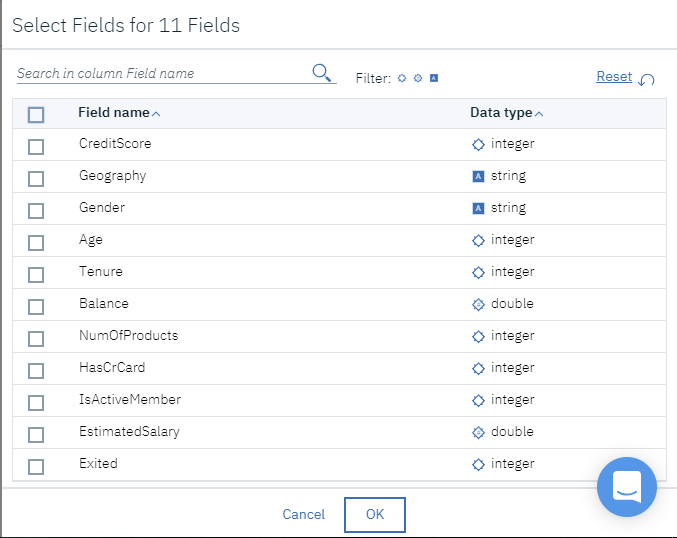 Select Fields for 11 Fields
Search in column Field name Filter: A Reset
Field name Data type
CreditScore integer
Geography A string
Gender A string
Age integer
Tenure integer
Balance double
NumOfProducts integer
HasCrCard integer
IsActiveMember integer
EstimatedSalary double
Exited integer
Cancel OK